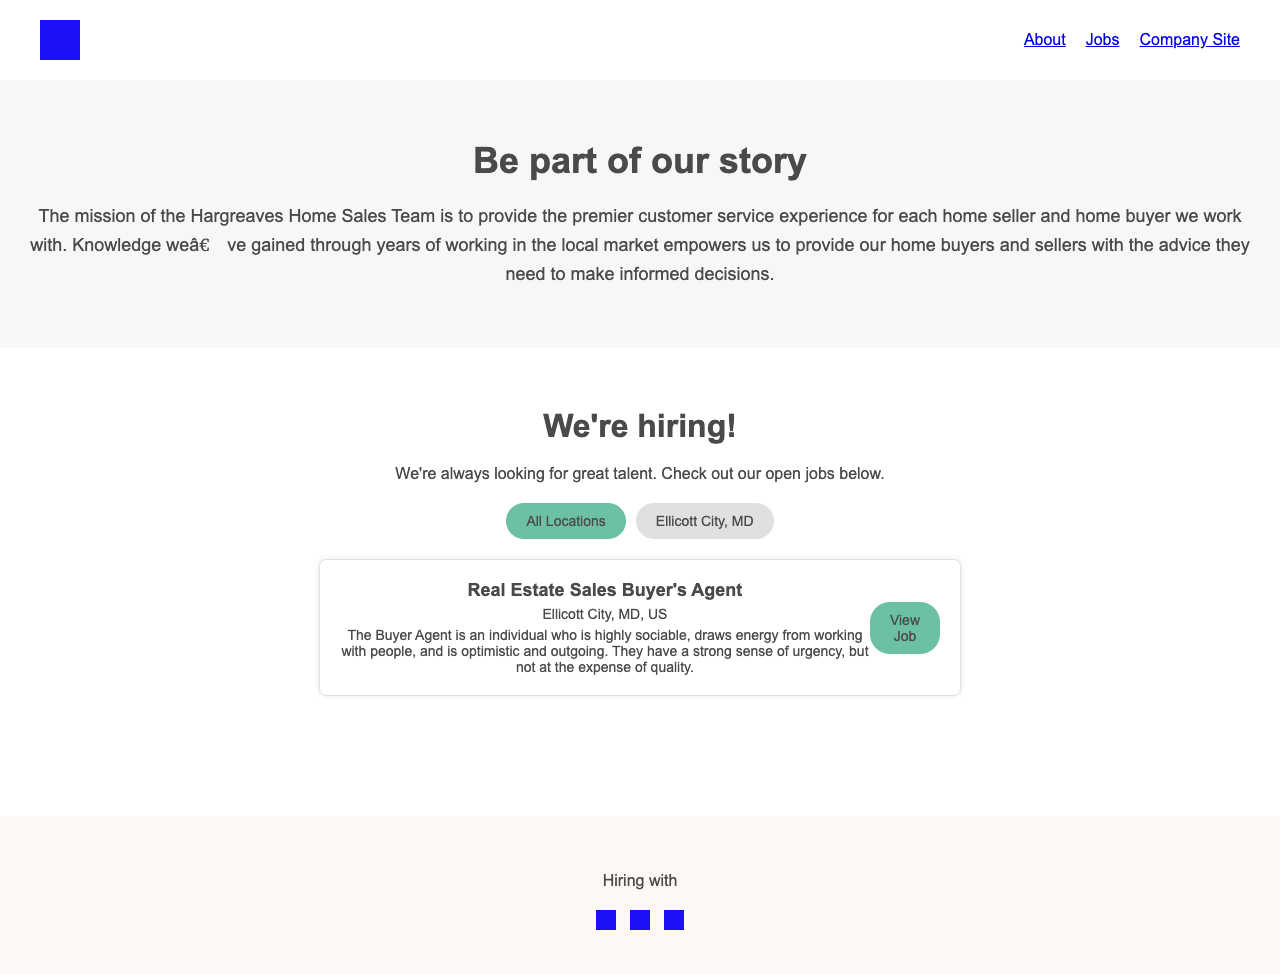 About Jobs Company Site
Be part of our story
The mission of the Hargreaves Home Sales Team is to provide the premier customer service experience for each home seller and home buyer we work
with. Knowledge weâ€ ve gained through years of working in the local market empowers us to provide our home buyers and sellers with the advice they
need to make informed decisions.
We're hiring!
We're always looking for great talent. Check out our open jobs below.
All Locations Ellicott City, MD
Real Estate Sales Buyer's Agent
Ellicott City, MD, US
The Buyer Agent is an individual who is highly sociable, draws energy from working
with people, and is optimistic and outgoing. They have a strong sense of urgency, but
not at the expense of quality.
View
Job
Hiring with